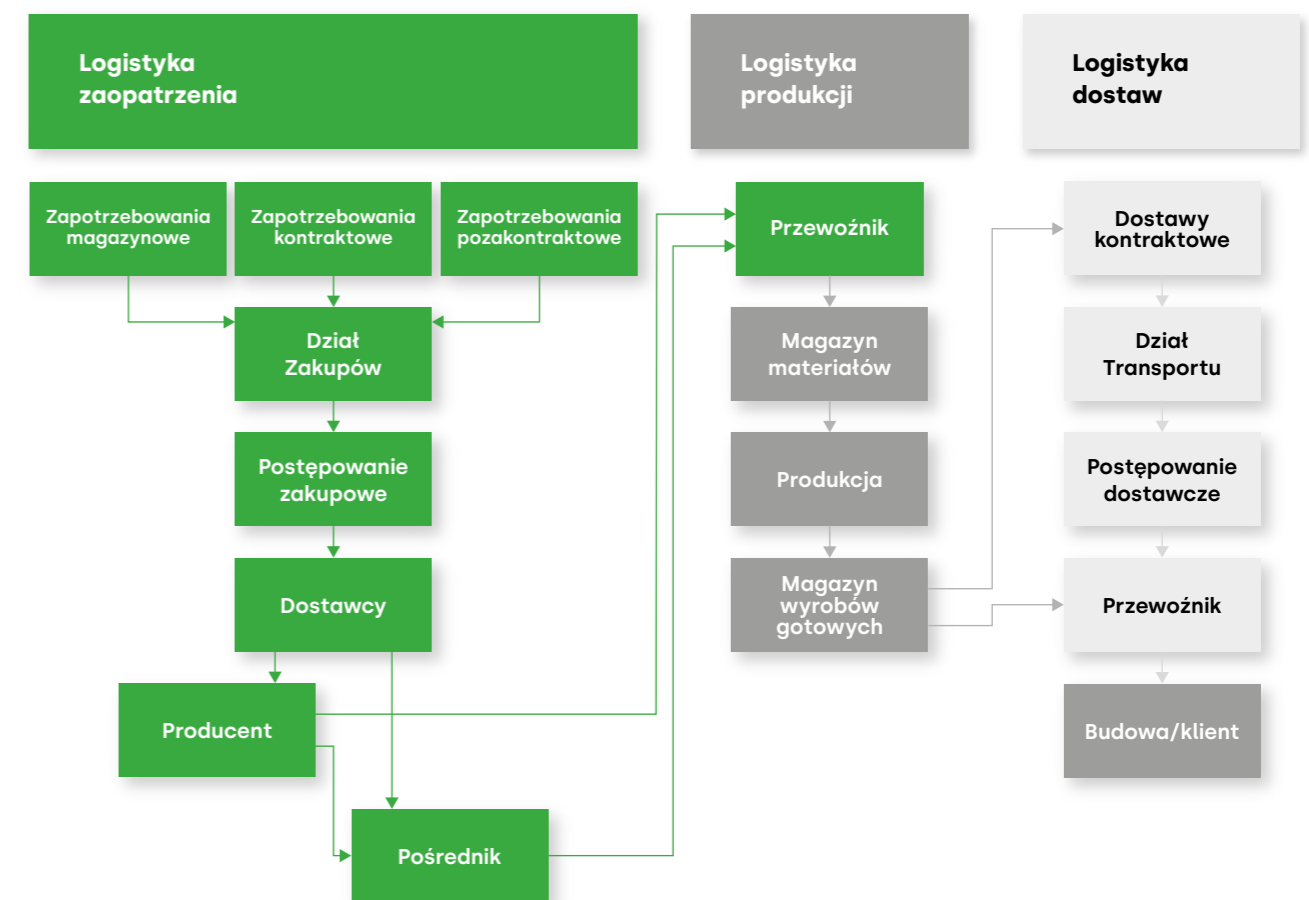 Logistyka
zaopatrzenia
Logistyka
produkcji
Logistyka
dostaw
Zapotrzebowania
magazynowe
Zapotrzebowania
kontraktowe
Zapotrzebowania
pozakontraktowe
Dział
Zakupów
Postępowanie
zakupowe
Dostawcy
Producent
Pośrednik
Przewoźnik
Magazyn
materiałów
Produkcja
Magazyn
wyrobów
gotowych
Dostawy
kontraktowe
Dział
Transportu
Postępowanie
dostawcze
Przewoźnik
Budowa/klient